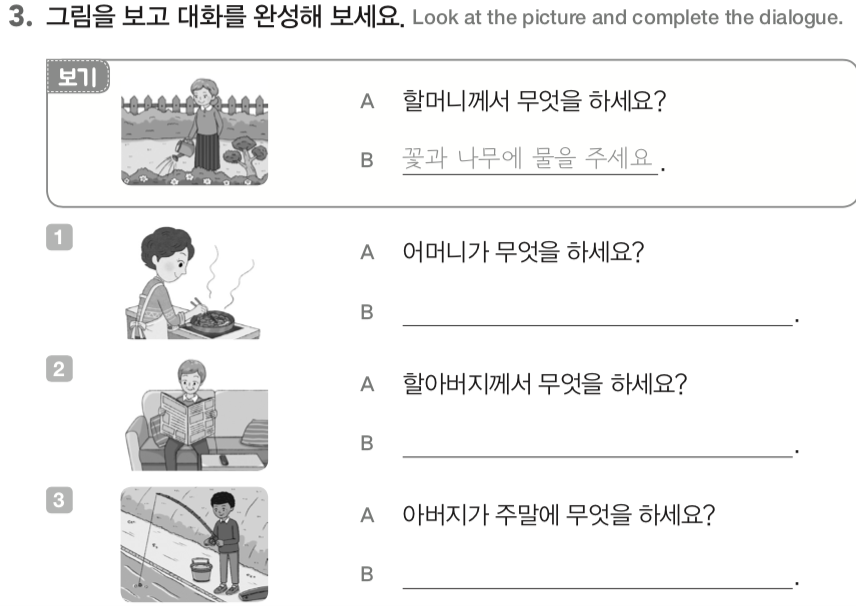 3. 그림을 보고 대화를 완성해 보세요. Look at the picture and complete the dialogue.
보기
A 할머니께서 무엇을 하세요?
B 꽃과 나무에 물을 주세요.
1
A 어머니가 무엇을 하세요?
B .
2
A 할아버지께서 무엇을 하세요?
B .
3
A 아버지가 주말에 무엇을 하세요?
B .